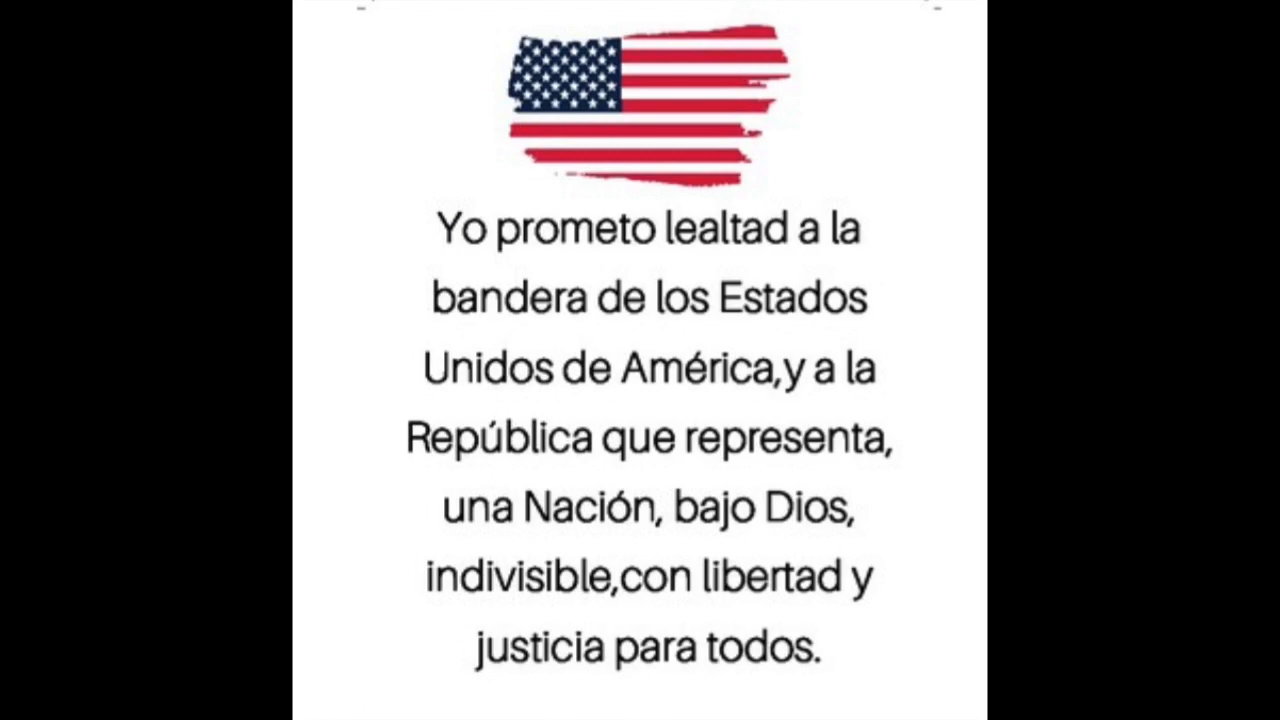 Yo prometo lealtad a la
bandera de los Estados
Unidos de América,y a la
República que representa,
una Nación, bajo Dios,
indivisible,con libertad y
justicia para todos.